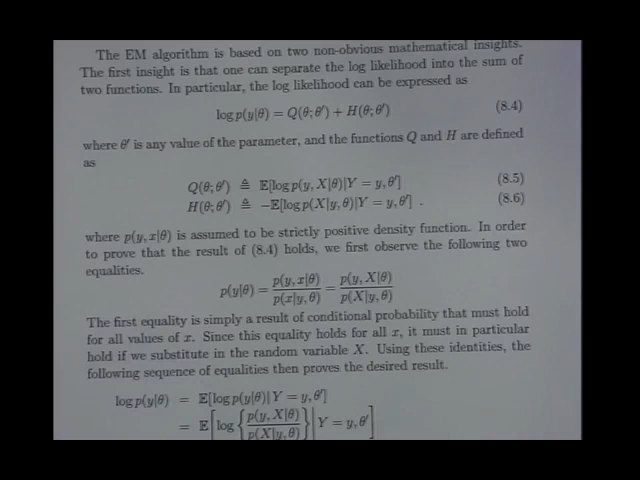 The EM algorithm is based on two non-obvious mathematical insights.
The first insight is that one can separate the log likelihood into the sum of
two functions. In particular, the log likelihood can be expressed as
log p(y|θ) = Q(θ; θ′) + H(θ; θ′) (8.4)
where θ′ is any value of the parameter, and the functions Q and H are defined
as
Q(θ; θ′) ≜ 𝔼[log p(y, X|θ)|Y = y, θ′] (8.5)
H(θ; θ′) ≜ −𝔼[log p(X|y, θ)|Y = y, θ′] . (8.6)
where p(y, x|θ) is assumed to be strictly positive density function. In order
to prove that the result of (8.4) holds, we first observe the following two
equalities.
p(y|θ) = p(y, x|θ) / p(x|y, θ) = p(y, X|θ) / p(X|y, θ)
The first equality is simply a result of conditional probability that must hold
for all values of x. Since this equality holds for all x, it must in particular
hold if we substitute in the random variable X. Using these identities, the
following sequence of equalities then proves the desired result.
log p(y|θ) = 𝔼[log p(y|θ)| Y = y, θ′]
= 𝔼[log {p(y, X|θ) / p(X|y, θ)}| Y = y, θ′]